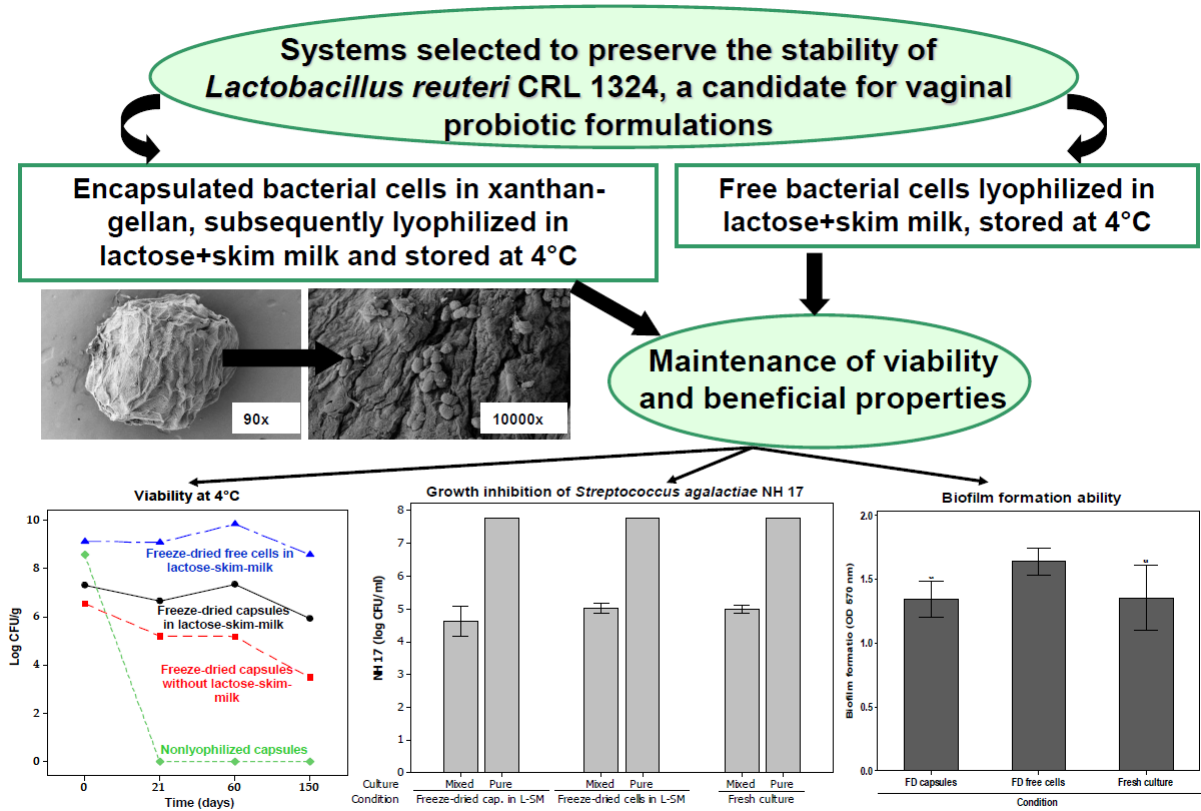 Systems selected to preserve the stability of
Lactobacillus reuteri CRL 1324, a candidate for vaginal
probiotic formulations
Encapsulated bacterial cells in xanthan-
gellan, subsequently lyophilized in
lactose+skim milk and stored at 4°C
Free bacterial cells lyophilized in
lactose+skim milk, stored at 4°C
90x
10000x
Maintenance of viability
and beneficial properties
Viability at 4°C
Log CFU/g
10
8
6
4
2
0
Freeze-dried free cells in
lactose-skim-milk
Freeze-dried capsules
in lactose-skim-milk
Freeze-dried capsules
without lactose-skim-
milk
Nonlyophilized capsules
0 21 60 150
Time (days)
Growth inhibition of Streptococcus agalactiae NH 17
NH 17 (log CFU/ ml)
8
7
6
5
4
3
2
1
0
Culture Mixed Pure Mixed Pure Mixed Pure
Condition Freeze-dried cap. in L-SM Freeze-dried cells in L-SM Fresh culture
Biofilm formation ability
Biofilm formatio (OD 570 nm)
2.0
1.5
1.0
0.5
0.0
FD capsules FD free cells Fresh culture
Condition